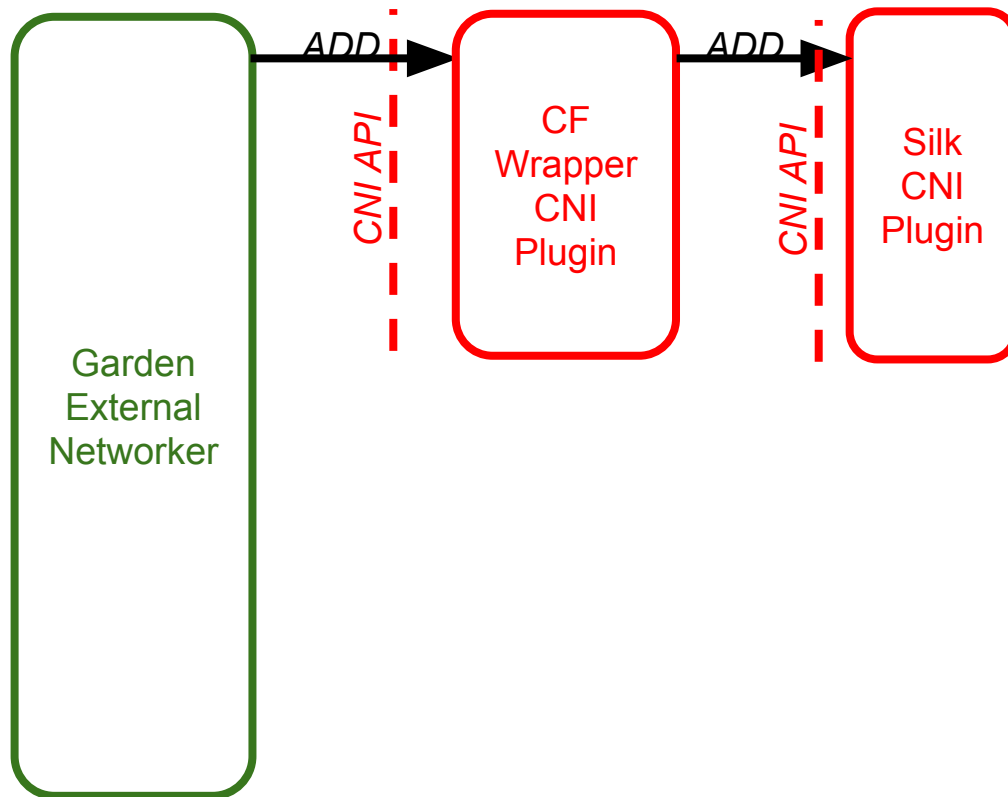 ADD
ADD
CNI API
CF
Wrapper
CNI
Plugin
CNI API
Silk
CNI
Plugin
Garden
External
Networker